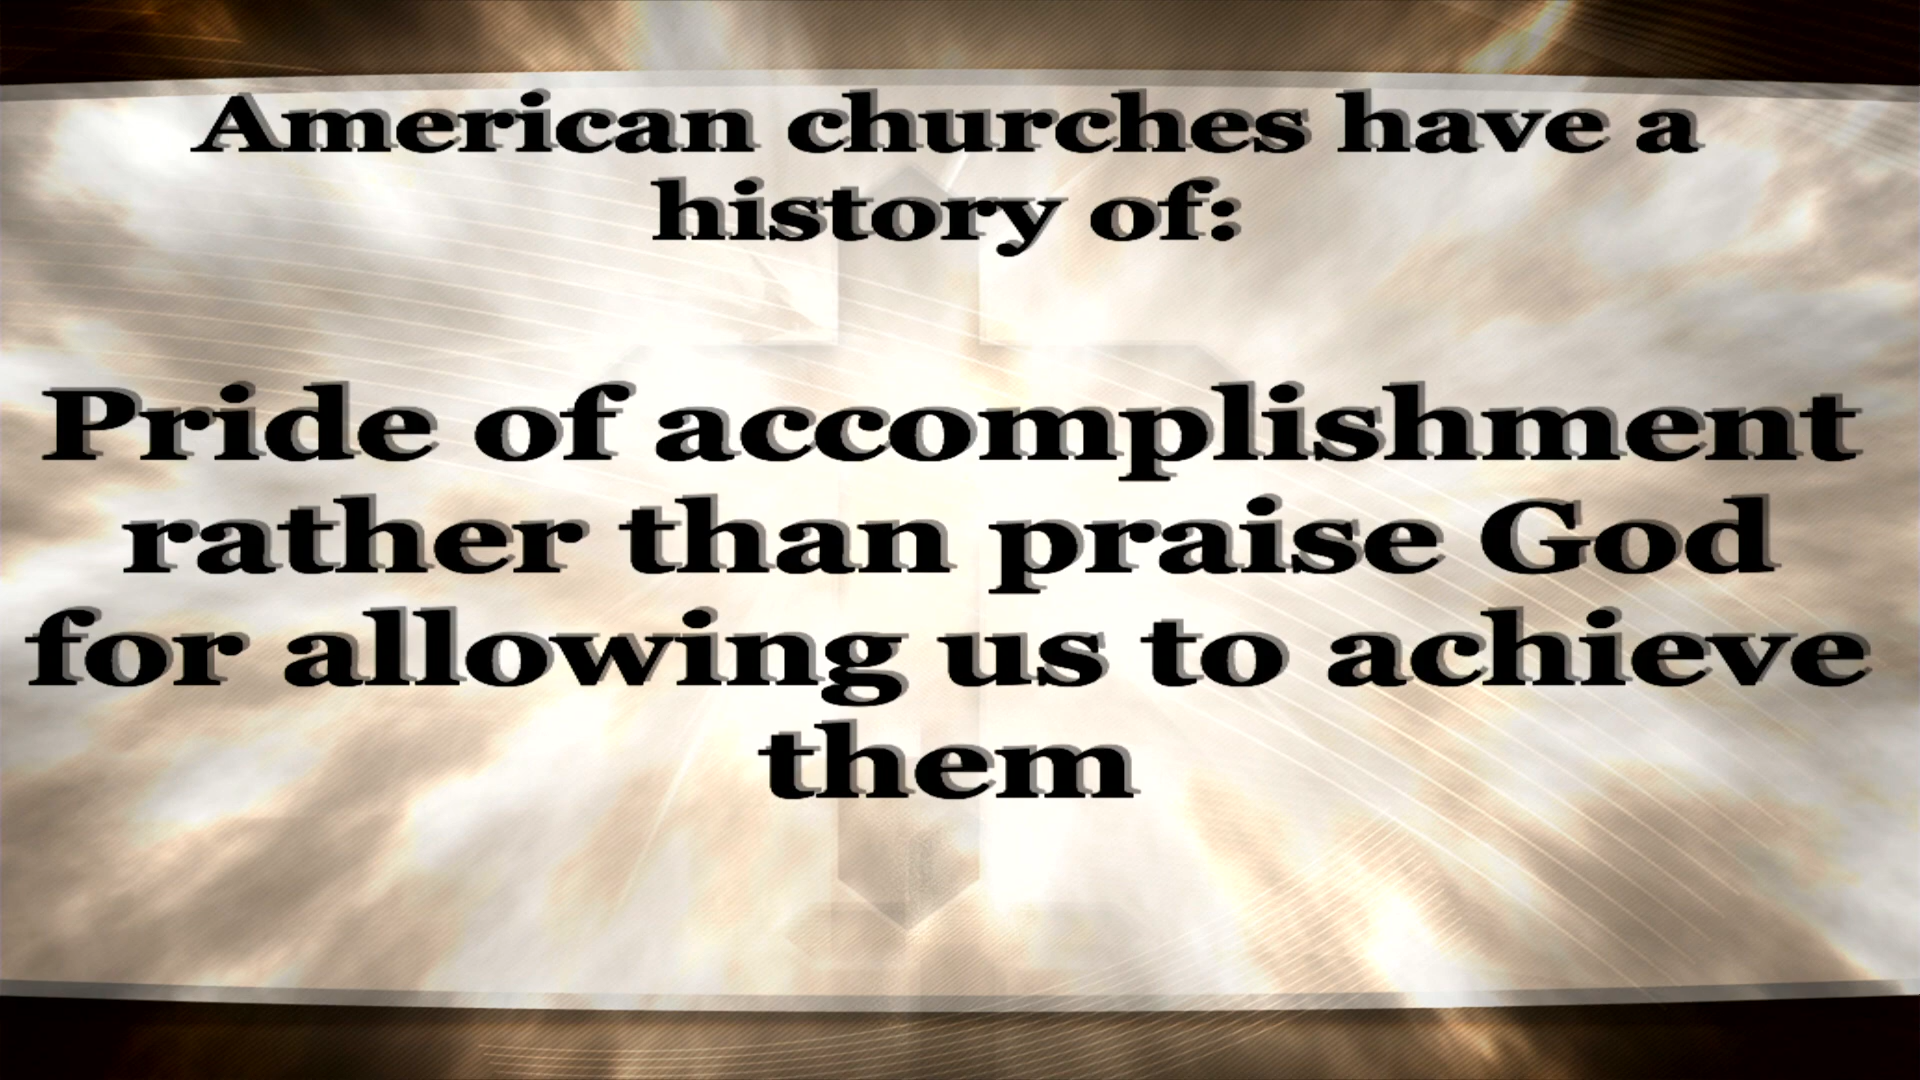 American churches have a
history of:
Pride of accomplishment
rather than praise God
for allowing us to achieve
them